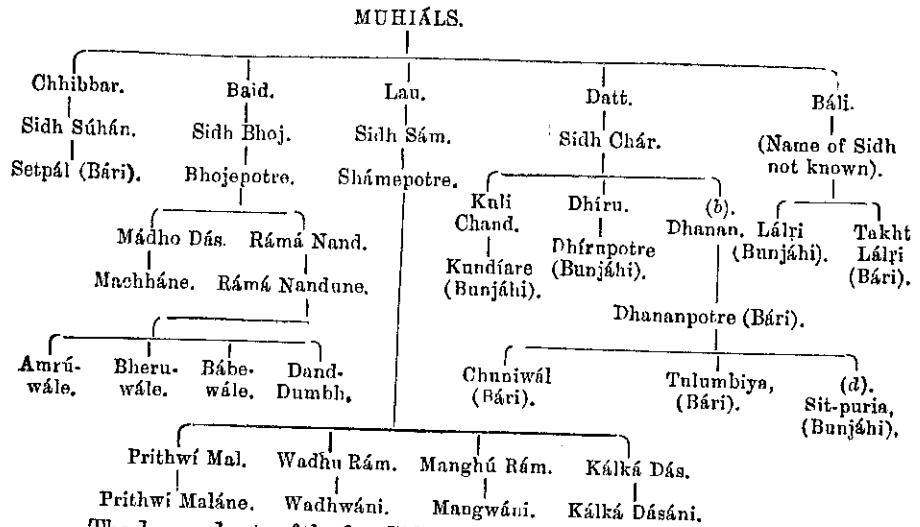 MUHIÁLS.
Chhibbar. Baid. Lau. Datt. Báli.
Sidh Súhán. Sidh Bhoj. Sidh Sám. Sidh Chár. (Name of Sidh
not known).
Setpál (Bári). Bhojepotre. Shámepotre.
Kuli
Chand. Dhíru. (b).
Dhanan. Lálṛi
(Bunjáhi). Takht
Lálṛi
(Bári).
Mádho Dás. Rámá Nand.
Kundíare
(Bunjáhi). Dhírupotre
(Bunjáhi).
Machháne. Rámá Nandune.
Dhananpotre (Bári).
Amrú-
wále. Bheru-
wále. Bábe-
wále. Dand-
Dumbh.
Chuniwál
(Bári). Tulumbiya,
(Bári). (d).
Sit-puria,
(Bunjáhi),
Prithwí Mal. Wadhu Rám. Manghú Rám. Kálká Dás.
Prithwí Maláne. Wadhwáni. Mangwáni. Kálká Dásáni.